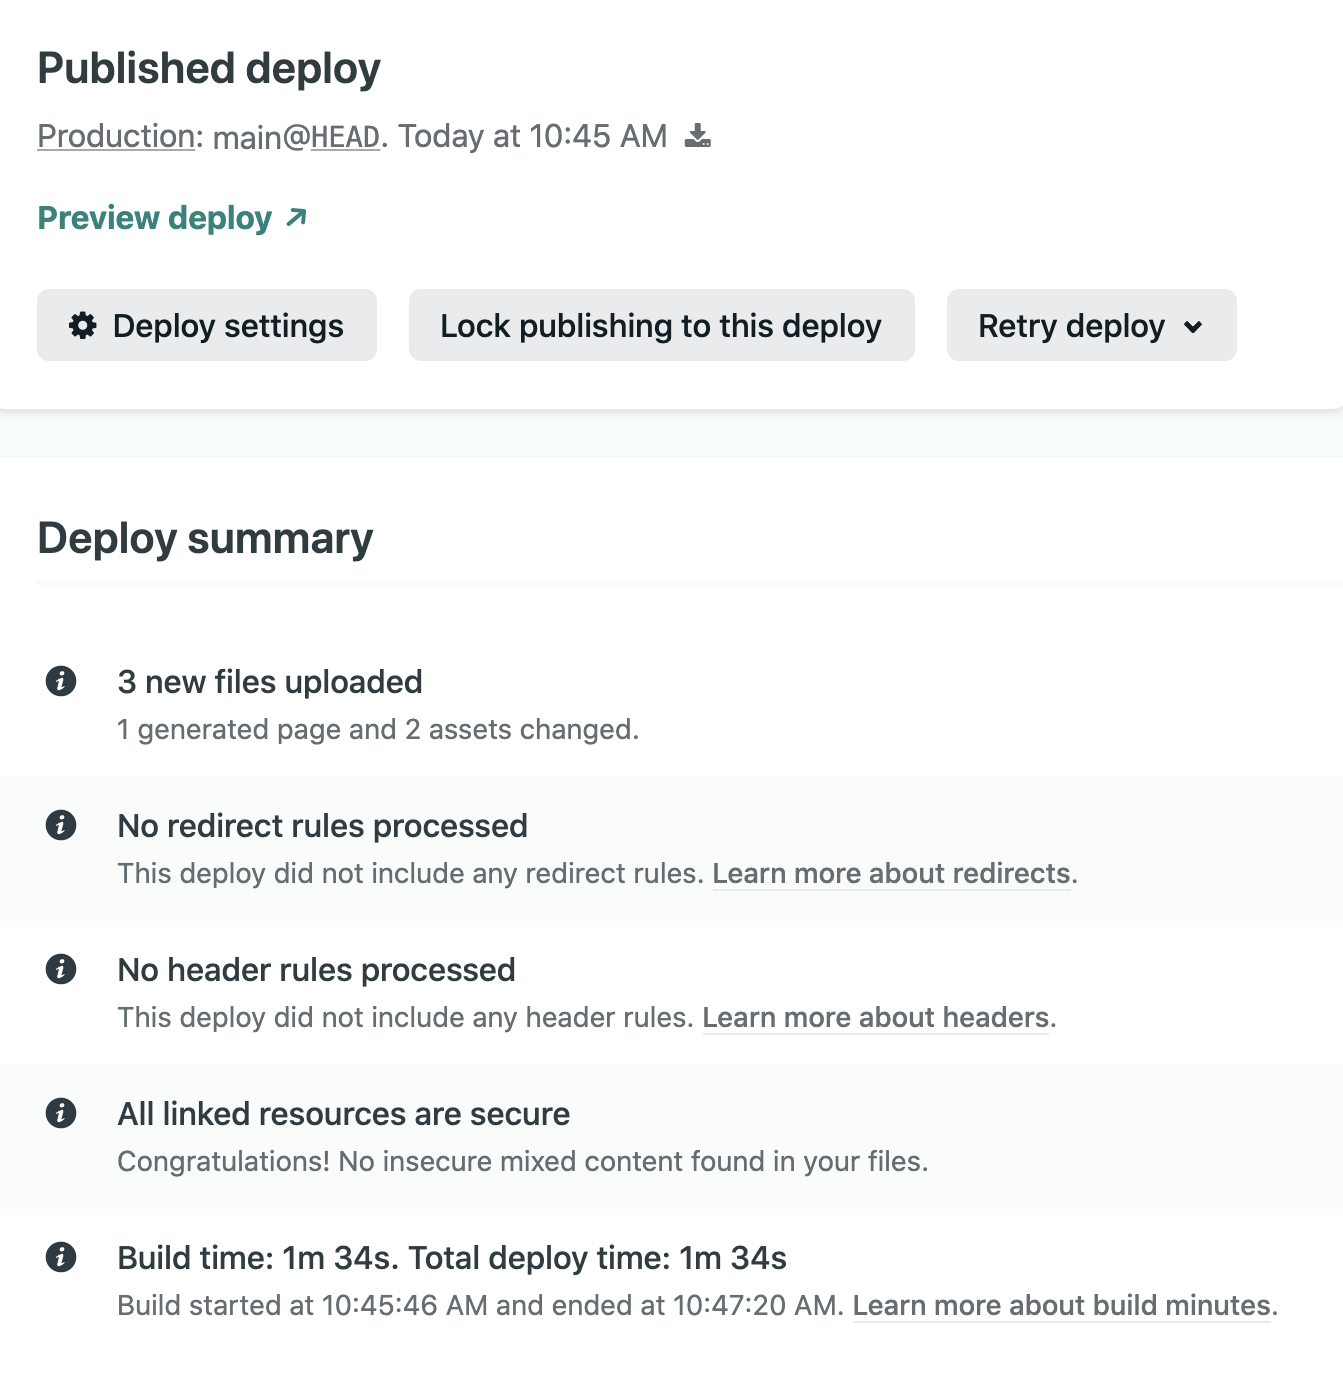 Published deploy
Production: main@HEAD. Today at 10:45 AM
Preview deploy
Deploy settings
Lock publishing to this deploy
Retry deploy
Deploy summary
3 new files uploaded
1 generated page and 2 assets changed.
No redirect rules processed
This deploy did not include any redirect rules. Learn more about redirects.
No header rules processed
This deploy did not include any header rules. Learn more about headers.
All linked resources are secure
Congratulations! No insecure mixed content found in your files.
Build time: 1m 34s. Total deploy time: 1m 34s
Build started at 10:45:46 AM and ended at 10:47:20 AM. Learn more about build minutes.